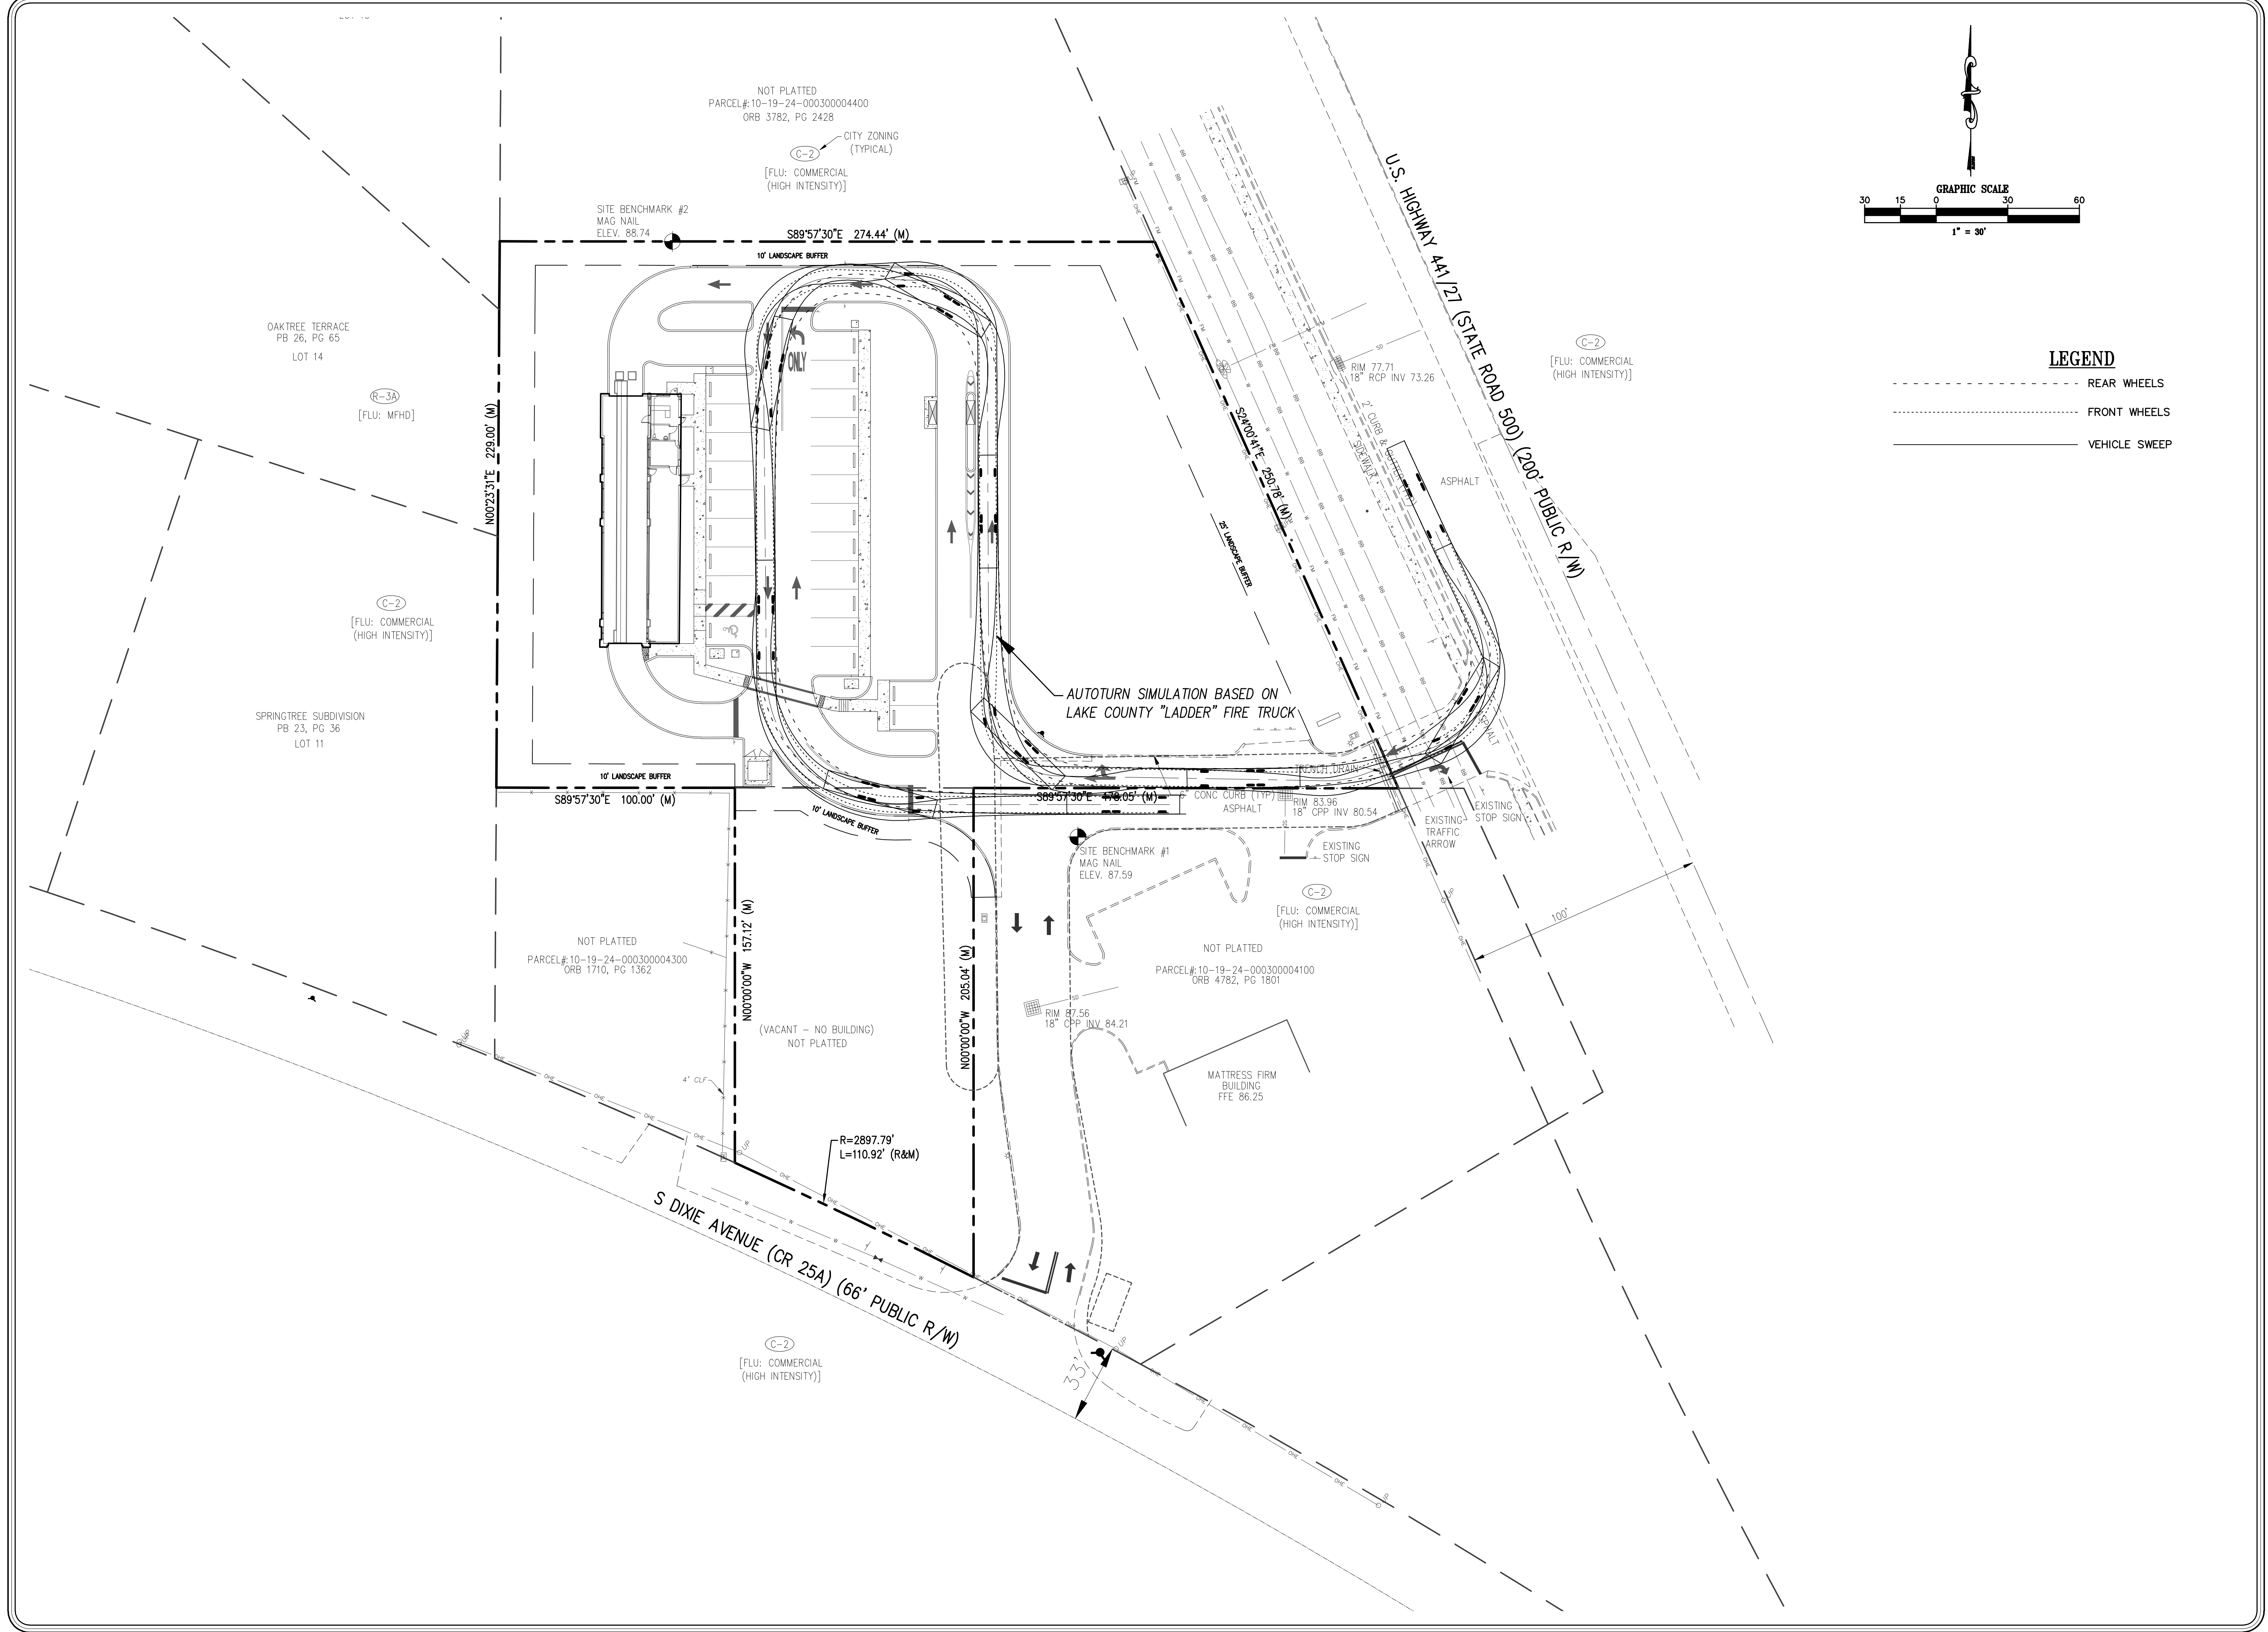 NOT PLATTED
PARCEL#:10-19-24-000300004400
ORB 3782, PG 2428
CITY ZONING
(TYPICAL)
C-2
[FLU: COMMERCIAL
(HIGH INTENSITY)]
SITE BENCHMARK #2
MAG NAIL
ELEV. 88.74
S89°57'30"E 274.44' (M)
10' LANDSCAPE BUFFER
GRAPHIC SCALE
30 15 0 30 60
1" = 30'
LEGEND
REAR WHEELS
FRONT WHEELS
VEHICLE SWEEP
U.S. HIGHWAY 441/27 (STATE ROAD 500) (200' PUBLIC R/W)
C-2
[FLU: COMMERCIAL
(HIGH INTENSITY)]
OAKTREE TERRACE
PB 26, PG 65
LOT 14
R-3A
[FLU: MFHD]
N00°23'31"E 229.00' (M)
ONLY
RIM 77.71
18" RCP INV 73.26
2' CURB &
SIDEWALK
ASPHALT
S24°00'41"E 250.78' (M)
25' LANDSCAPE BUFFER
C-2
[FLU: COMMERCIAL
(HIGH INTENSITY)]
SPRINGTREE SUBDIVISION
PB 23, PG 36
LOT 11
AUTOTURN SIMULATION BASED ON
LAKE COUNTY "LADDER" FIRE TRUCK
ASPHALT
TRENCH DRAIN
10' LANDSCAPE BUFFER
S89°57'30"E 100.00' (M)
S89°57'30"E 478.05' (M)
CONC CURB (TYP)
ASPHALT
RIM 83.96
18" CPP INV 80.54
10' LANDSCAPE BUFFER
EXISTING
STOP SIGN
EXISTING
TRAFFIC
ARROW
EXISTING
STOP SIGN
SITE BENCHMARK #1
MAG NAIL
ELEV. 87.59
C-2
[FLU: COMMERCIAL
(HIGH INTENSITY)]
100'
N00°00'00"W 157.12' (M)
N00°00'00"W 205.04' (M)
NOT PLATTED
PARCEL#:10-19-24-000300004300
ORB 1710, PG 1362
NOT PLATTED
PARCEL#:10-19-24-000300004100
ORB 4782, PG 1801
RIM 87.56
18" CPP INV 84.21
(VACANT – NO BUILDING)
NOT PLATTED
4' CLF
MATTRESS FIRM
BUILDING
FFE 86.25
R=2897.79'
L=110.92' (R&M)
UP
S DIXIE AVENUE (CR 25A) (66' PUBLIC R/W)
C-2
[FLU: COMMERCIAL
(HIGH INTENSITY)]
33'
UP
UP